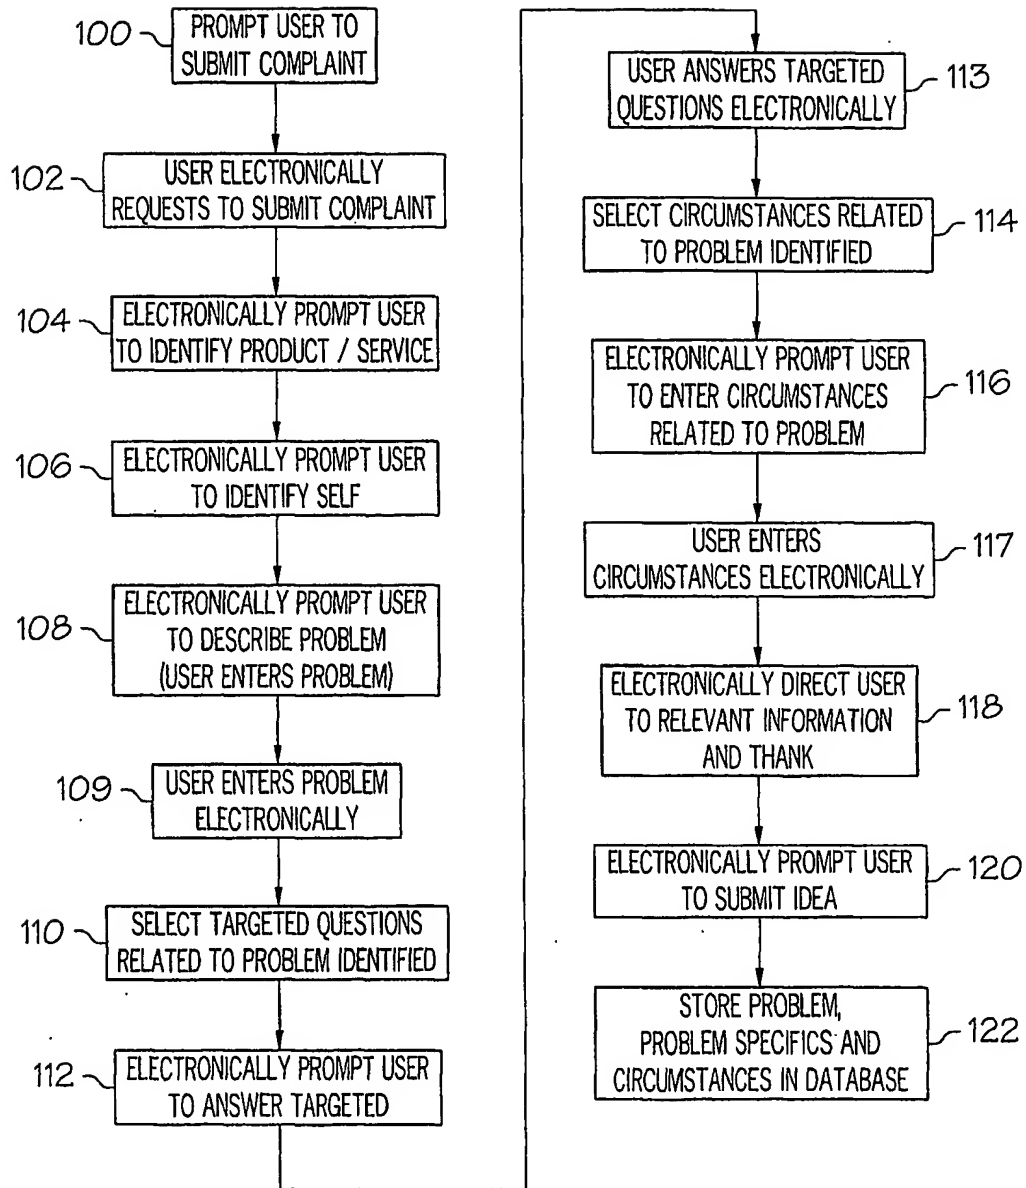 100
PROMPT USER TO
SUBMIT COMPLAINT
102
USER ELECTRONICALLY
REQUESTS TO SUBMIT COMPLAINT
104
ELECTRONICALLY PROMPT USER
TO IDENTIFY PRODUCT / SERVICE
106
ELECTRONICALLY PROMPT USER
TO IDENTIFY SELF
108
ELECTRONICALLY PROMPT USER
TO DESCRIBE PROBLEM
(USER ENTERS PROBLEM)
109
USER ENTERS PROBLEM
ELECTRONICALLY
110
SELECT TARGETED QUESTIONS
RELATED TO PROBLEM IDENTIFIED
112
ELECTRONICALLY PROMPT USER
TO ANSWER TARGETED
USER ANSWERS TARGETED
QUESTIONS ELECTRONICALLY
113
SELECT CIRCUMSTANCES RELATED
TO PROBLEM IDENTIFIED
114
ELECTRONICALLY PROMPT USER
TO ENTER CIRCUMSTANCES
RELATED TO PROBLEM
116
USER ENTERS
CIRCUMSTANCES ELECTRONICALLY
117
ELECTRONICALLY DIRECT USER
TO RELEVANT INFORMATION
AND THANK
118
ELECTRONICALLY PROMPT USER
TO SUBMIT IDEA
120
STORE PROBLEM,
PROBLEM SPECIFICS AND
CIRCUMSTANCES IN DATABASE
122